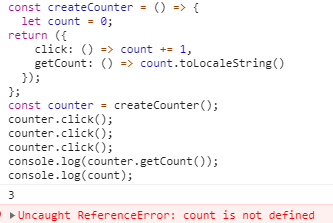 const createCounter = () => {
  let count = 0;
return ({
    click: () => count += 1,
    getCount: () => count.toLocaleString()
  });
};
const counter = createCounter();
counter.click();
counter.click();
counter.click();
console.log(counter.getCount());
console.log(count);
3
▶Uncaught ReferenceError: count is not defined